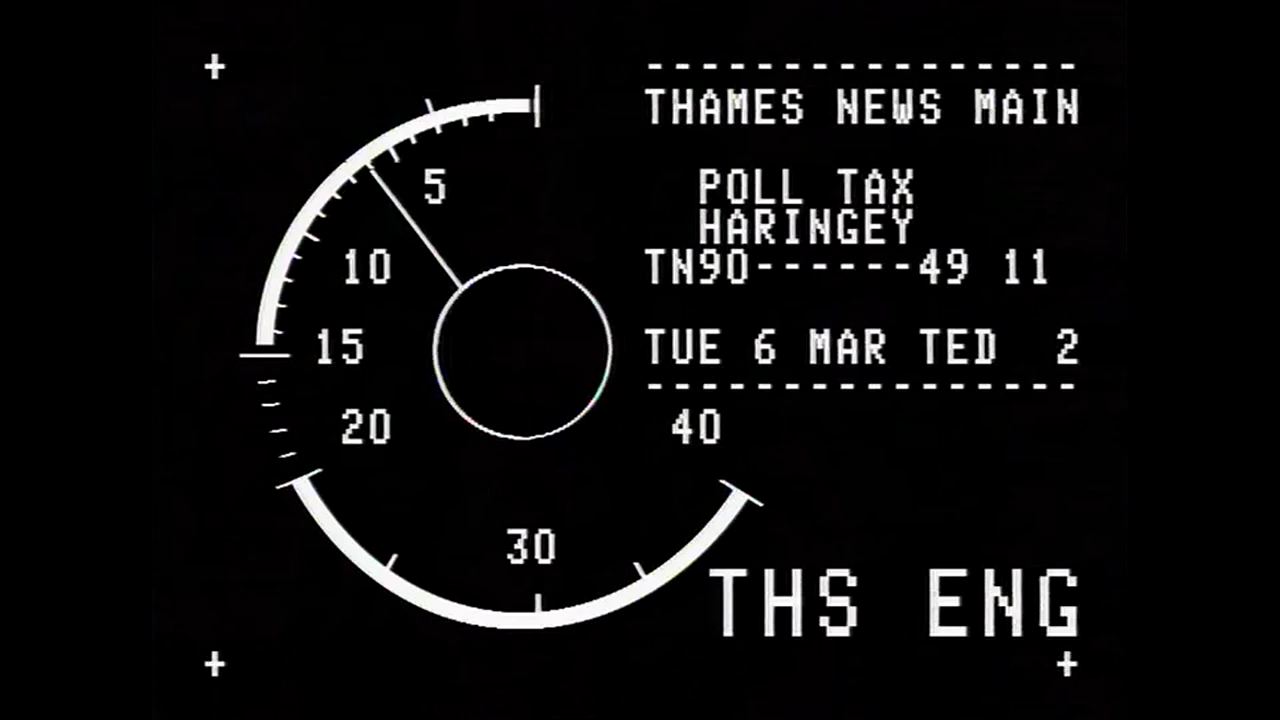 THAMES NEWS MAIN
POLL TAX
HARINGEY
TN90------49 11
TUE 6 MAR TED 2
5
10
15
20
30
40
THS ENG